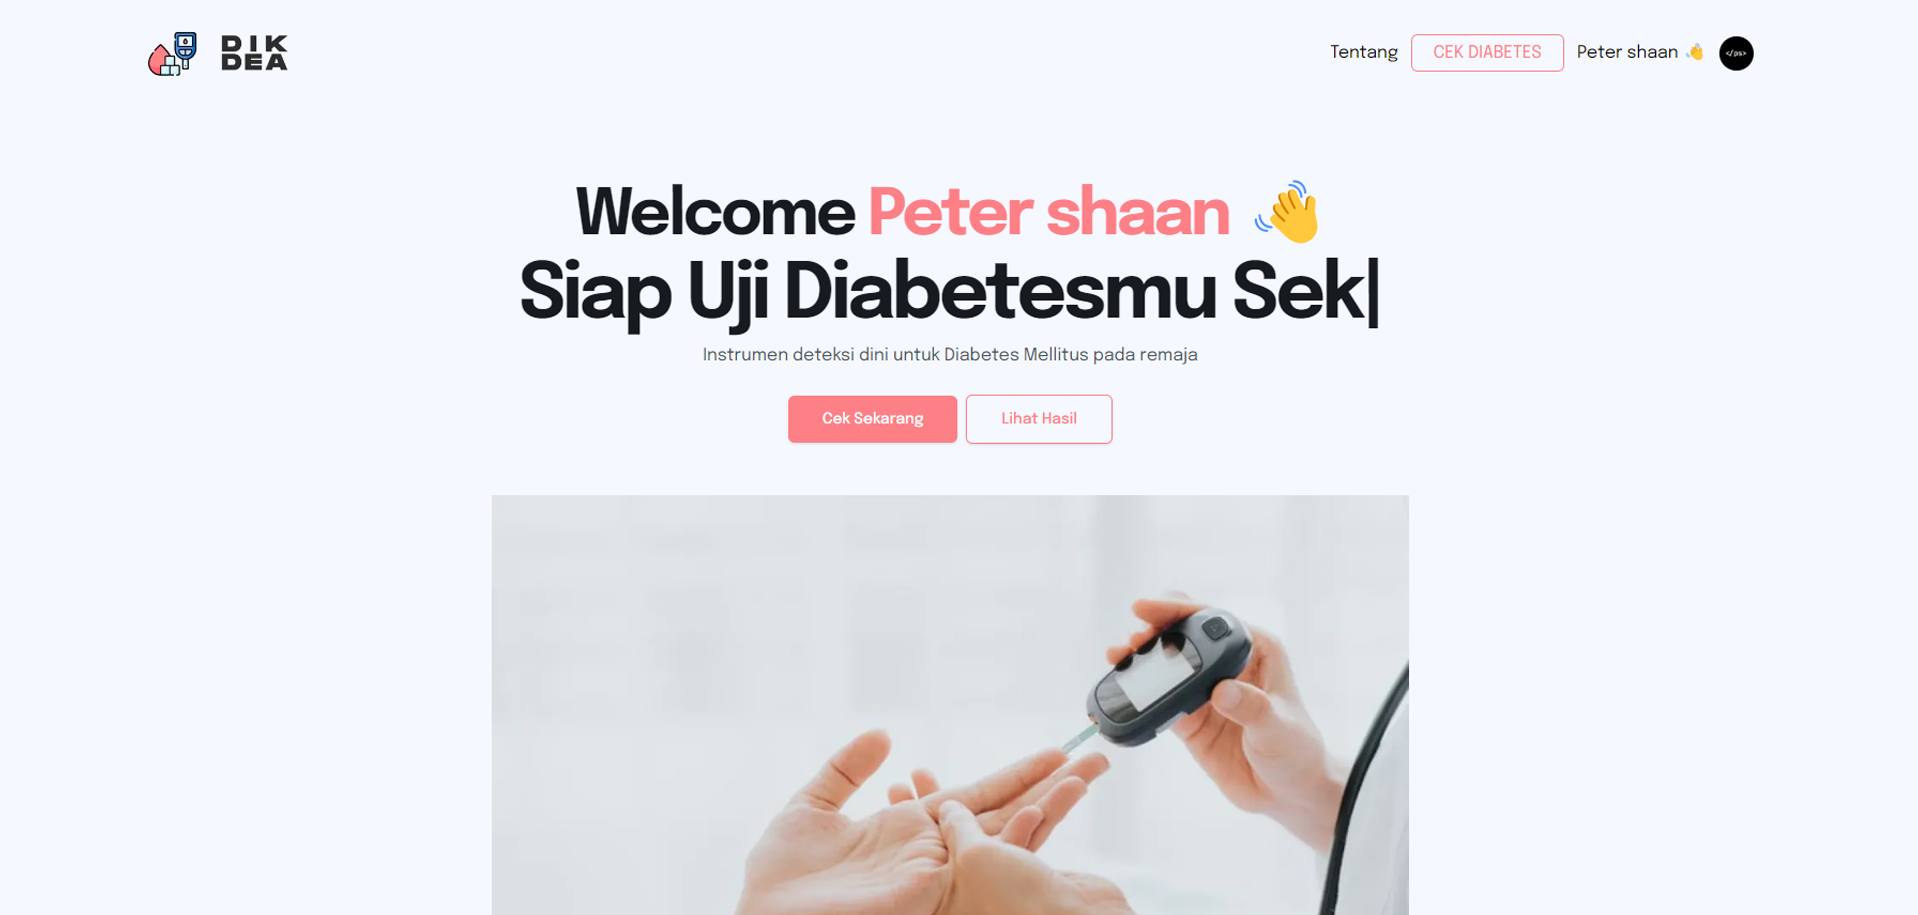 DIK
DEA
Tentang
CEK DIABETES
Peter shaan 👋
</ps>
Welcome Peter shaan 👋
Siap Uji Diabetesmu Sek|
Instrumen deteksi dini untuk Diabetes Mellitus pada remaja
Cek Sekarang
Lihat Hasil